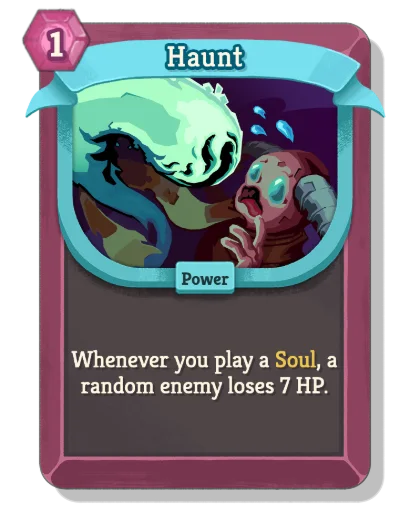 1
Haunt
Power
Whenever you play a Soul, a
random enemy loses 7 HP.